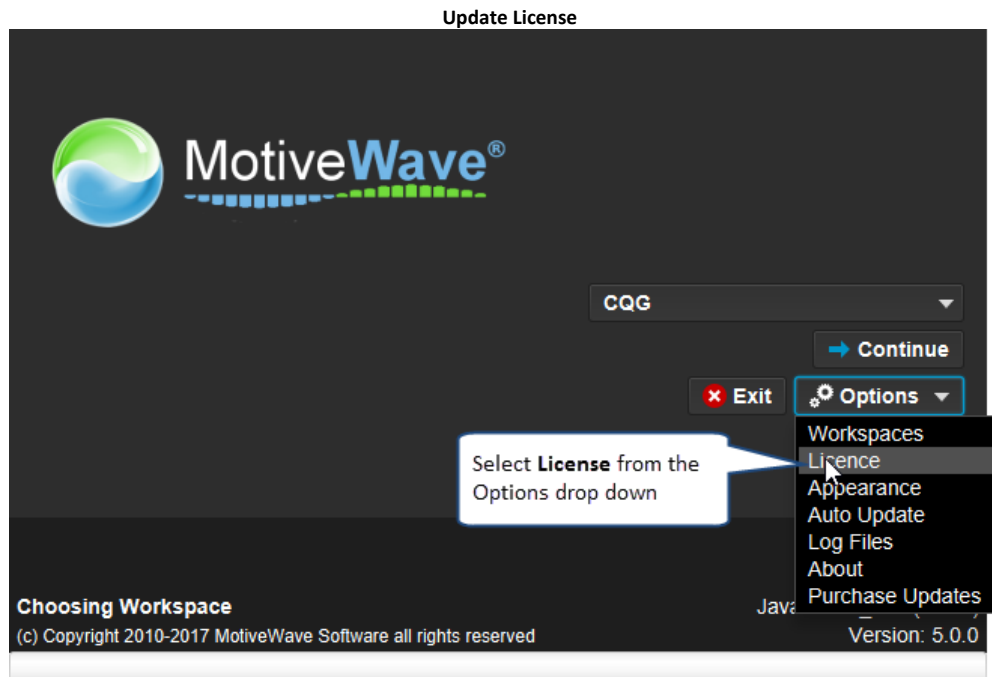 Update License
MotiveWave®
CQG
Continue
Exit
Options
Workspaces
Licence
Appearance
Auto Update
Log Files
About
Purchase Updates
Select License from the
Options drop down
Choosing Workspace
Java
(c) Copyright 2010-2017 MotiveWave Software all rights reserved
Version: 5.0.0